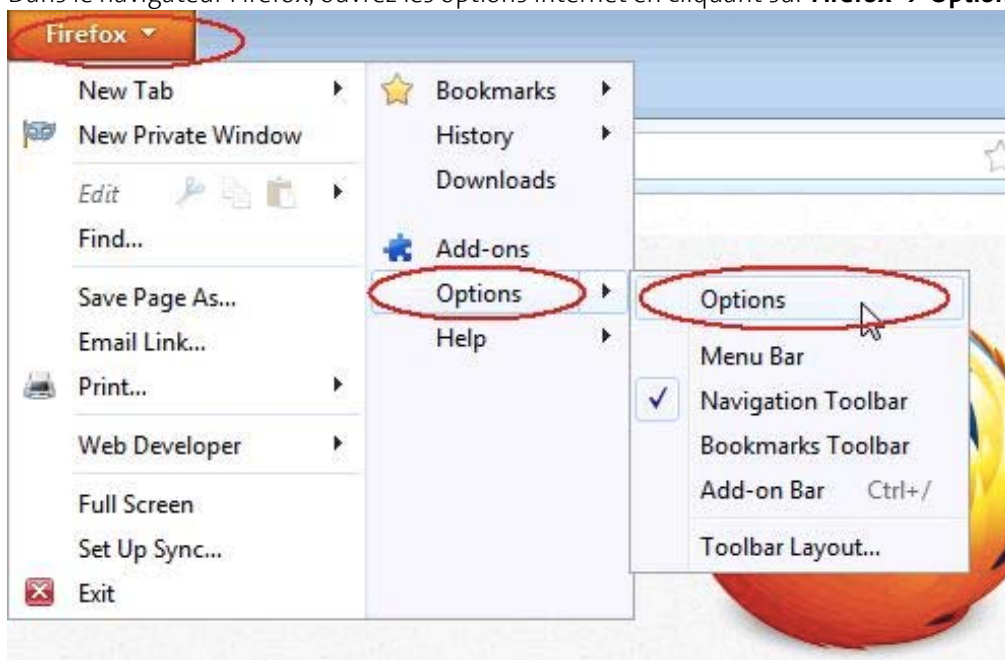 Dans le navigateur Firefox, ouvrez les options Internet en cliquant sur Firefox → Option
Firefox
New Tab
New Private Window
Edit
Find...
Save Page As...
Email Link...
Print...
Web Developer
Full Screen
Set Up Sync...
Exit
Bookmarks
History
Downloads
Add-ons
Options
Help
Options
Menu Bar
Navigation Toolbar
Bookmarks Toolbar
Add-on Bar Ctrl+/
Toolbar Layout...